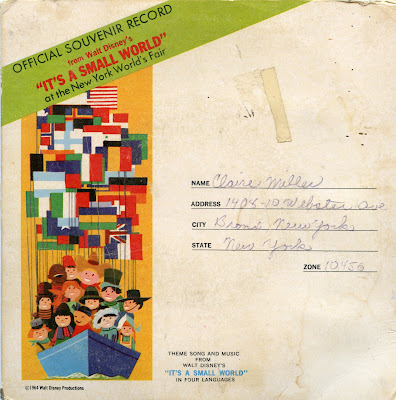 OFFICIAL SOUVENIR RECORD
from Walt Disney's
"IT'S A SMALL WORLD"
at the New York World's Fair
NAME Claire Miller
ADDRESS 1408-10 Webster Ave
CITY Bronx, New York
STATE New York
ZONE 10456
THEME SONG AND MUSIC
FROM
WALT DISNEY'S
"IT'S A SMALL WORLD"
IN FOUR LANGUAGES
©1964 Walt Disney Productions